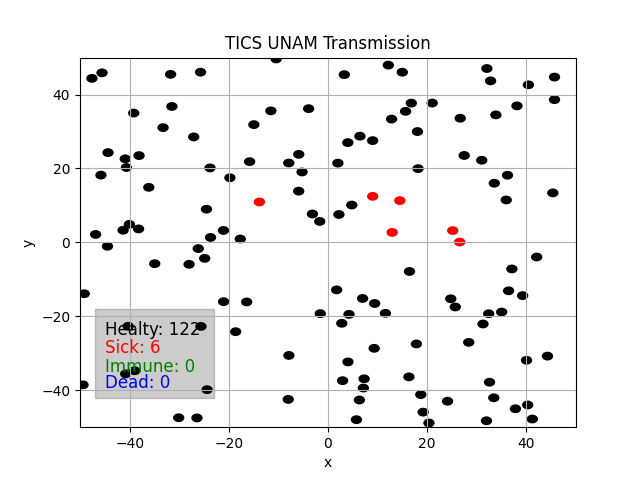 TICS UNAM Transmission
y
40
20
0
−20
−40
Healty: 122
Sick: 6
Immune: 0
Dead: 0
−40 −20 0 20 40
x